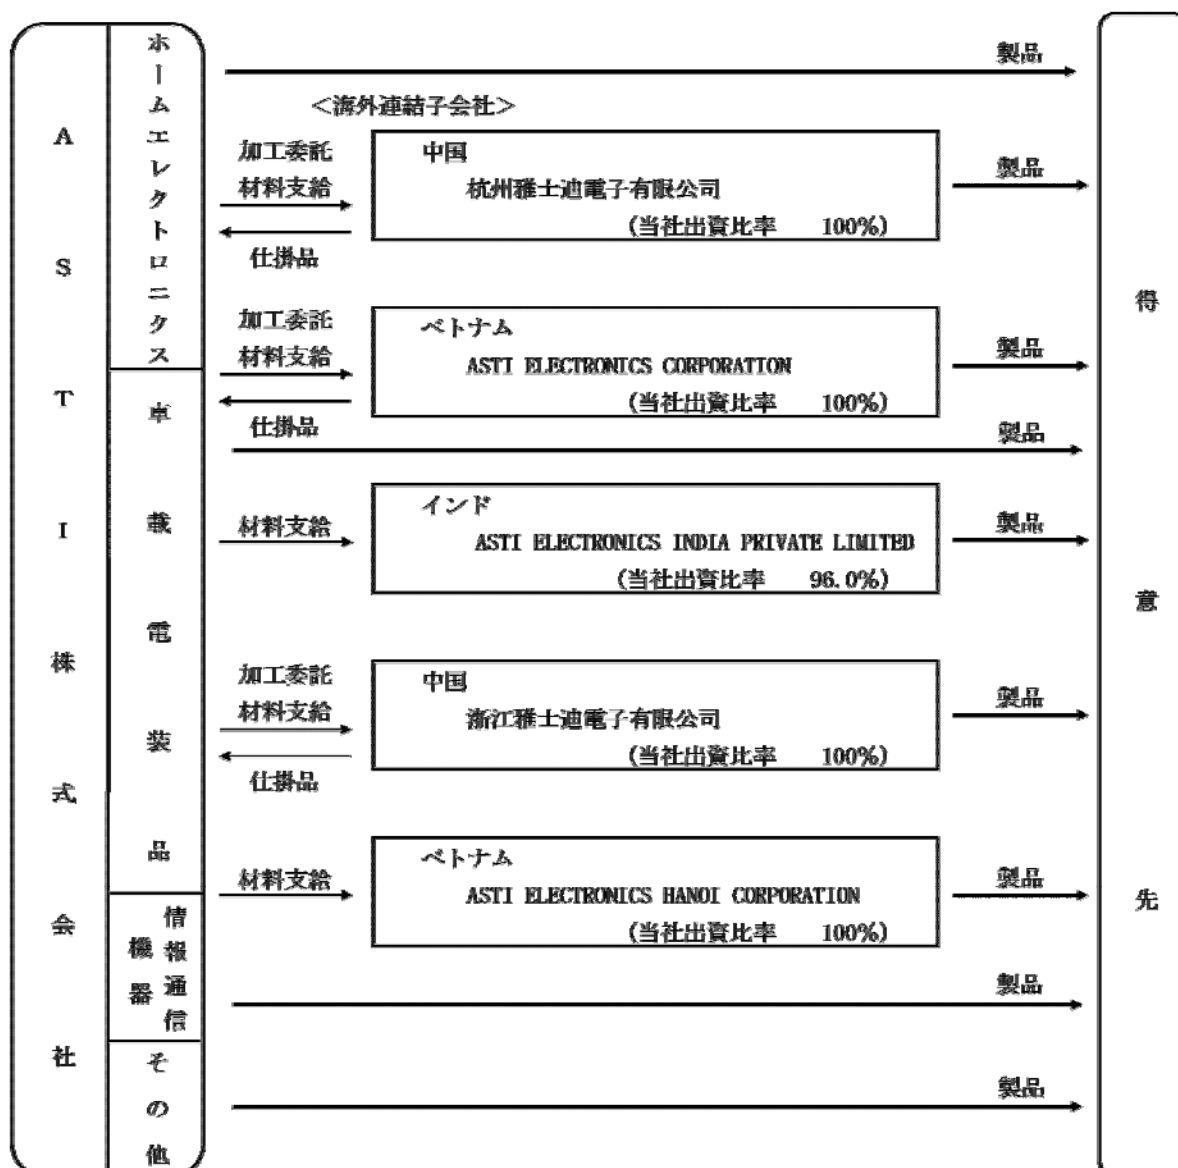 ASTI株式会社
ホームエレクトロニクス
車載電装品
情報通信
機器
その他
製品
<海外連結子会社>
加工委託
材料支給
仕掛品
中国
杭州雅士迪電子有限公司
(当社出資比率 100%)
製品
加工委託
材料支給
仕掛品
ベトナム
ASTI ELECTRONICS CORPORATION
(当社出資比率 100%)
製品
製品
材料支給
インド
ASTI ELECTRONICS INDIA PRIVATE LIMITED
(当社出資比率 96.0%)
製品
加工委託
材料支給
仕掛品
中国
浙江雅士迪電子有限公司
(当社出資比率 100%)
製品
材料支給
ベトナム
ASTI ELECTRONICS HANOI CORPORATION
(当社出資比率 100%)
製品
製品
製品
得意先